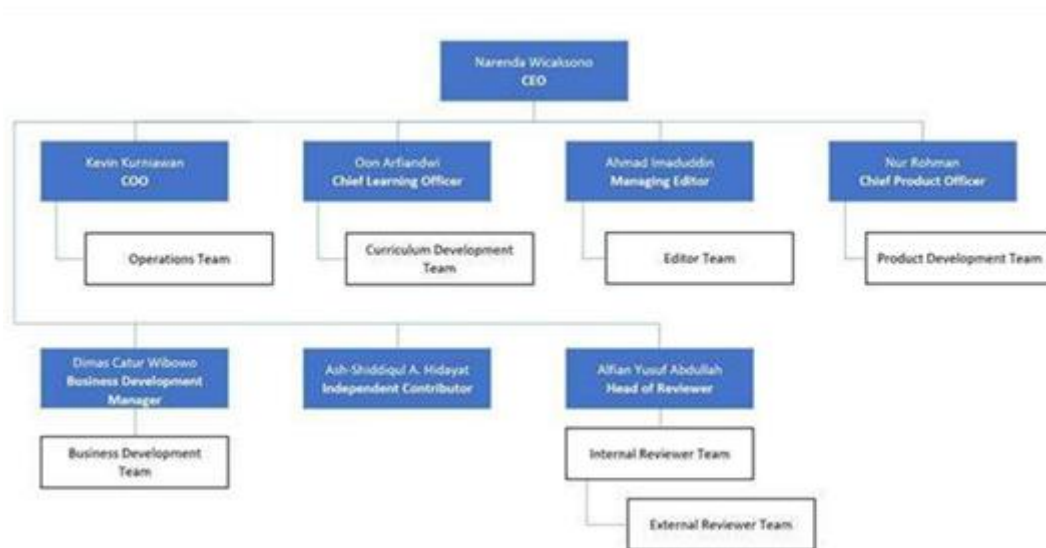 Narenda Wicaksono
CEO
Kevin Kurniawan
COO
Oon Arfiandwi
Chief Learning Officer
Ahmad Imaduddin
Managing Editor
Nur Rohman
Chief Product Officer
Operations Team
Curriculum Development
Team
Editor Team
Product Development Team
Dimas Catur Wibowo
Business Development
Manager
Ash-Shiddiqul A. Hidayat
Independent Contributor
Alfian Yusuf Abdullah
Head of Reviewer
Business Development
Team
Internal Reviewer Team
External Reviewer Team